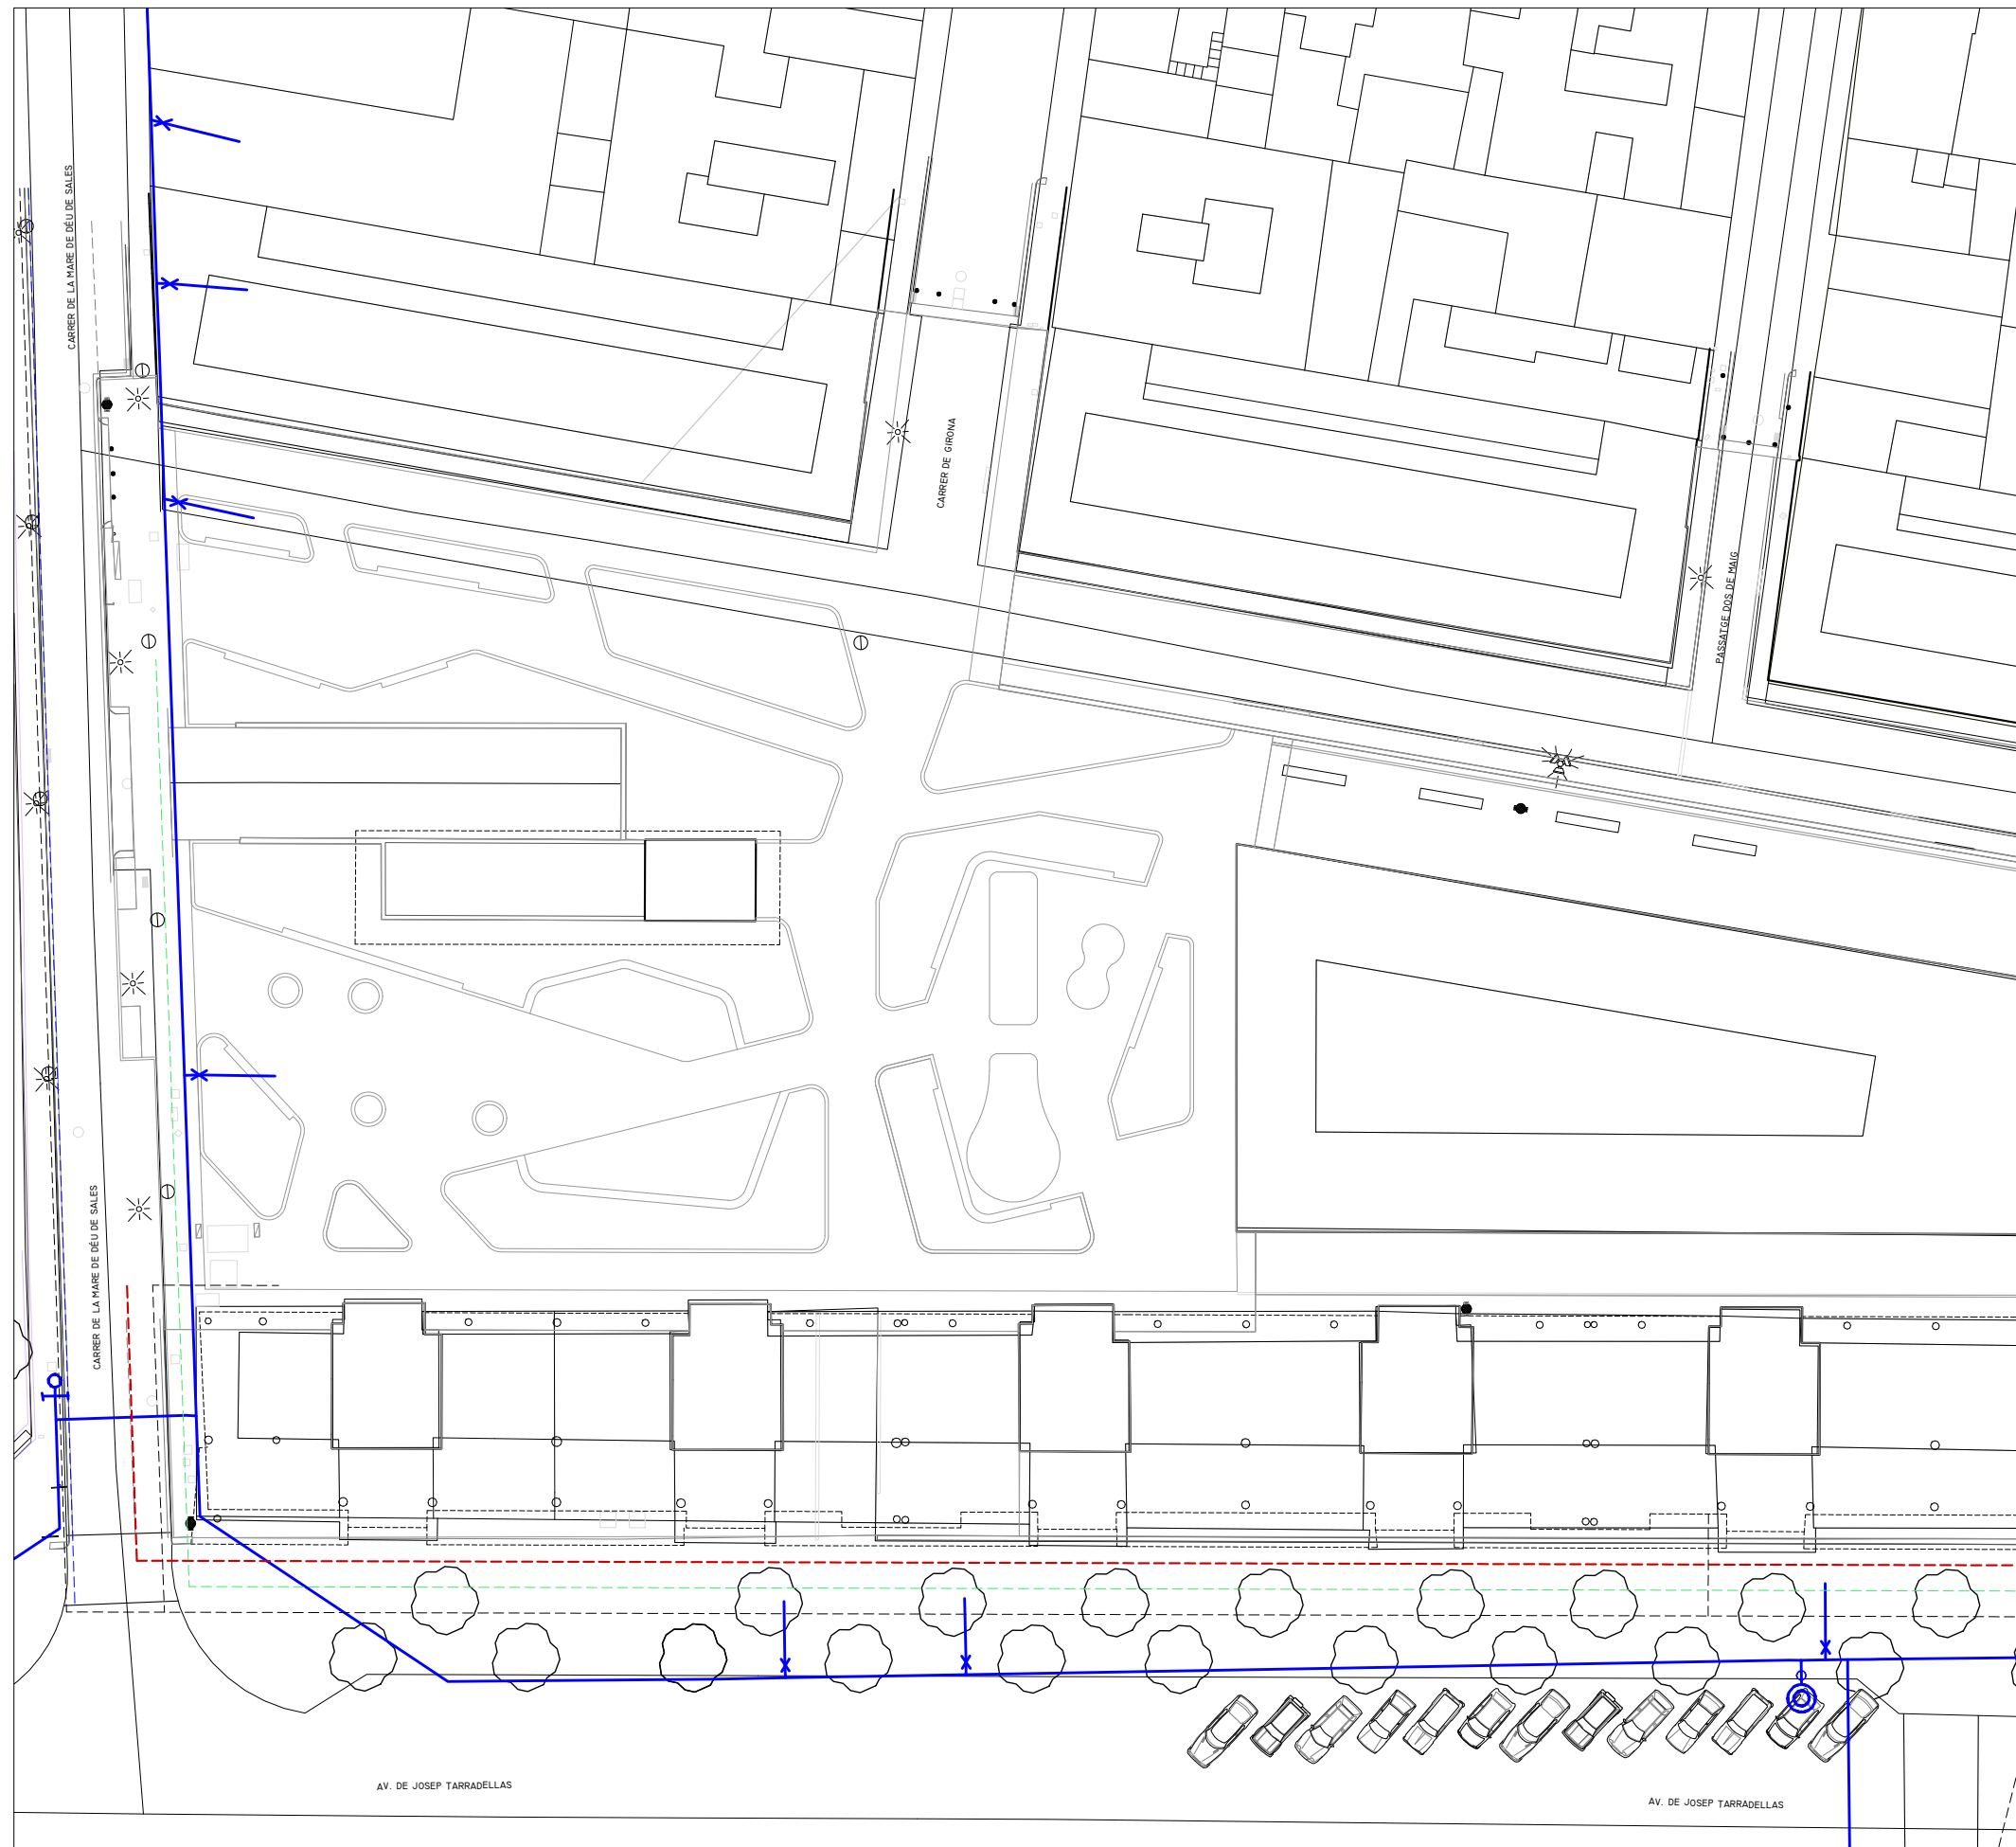 CARRER DE LA MARE DE DÉU DE SALES
CARRER DE GIRONA
PASSATGE DOS DE MAIG
CARRER DE LA MARE DE DÉU DE SALES
AV. DE JOSEP TARRADELLAS
AV. DE JOSEP TARRADELLAS